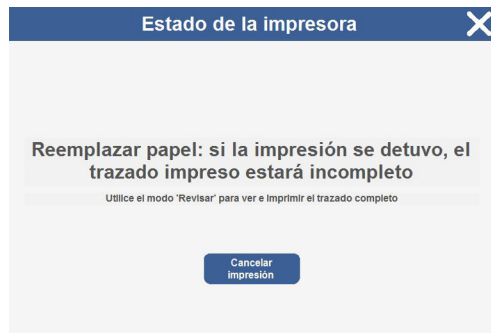 Estado de la impresora
Reemplazar papel: si la impresión se detuvo, el
trazado impreso estará incompleto
Utilice el modo 'Revisar' para ver e imprimir el trazado completo
Cancelar
impresión